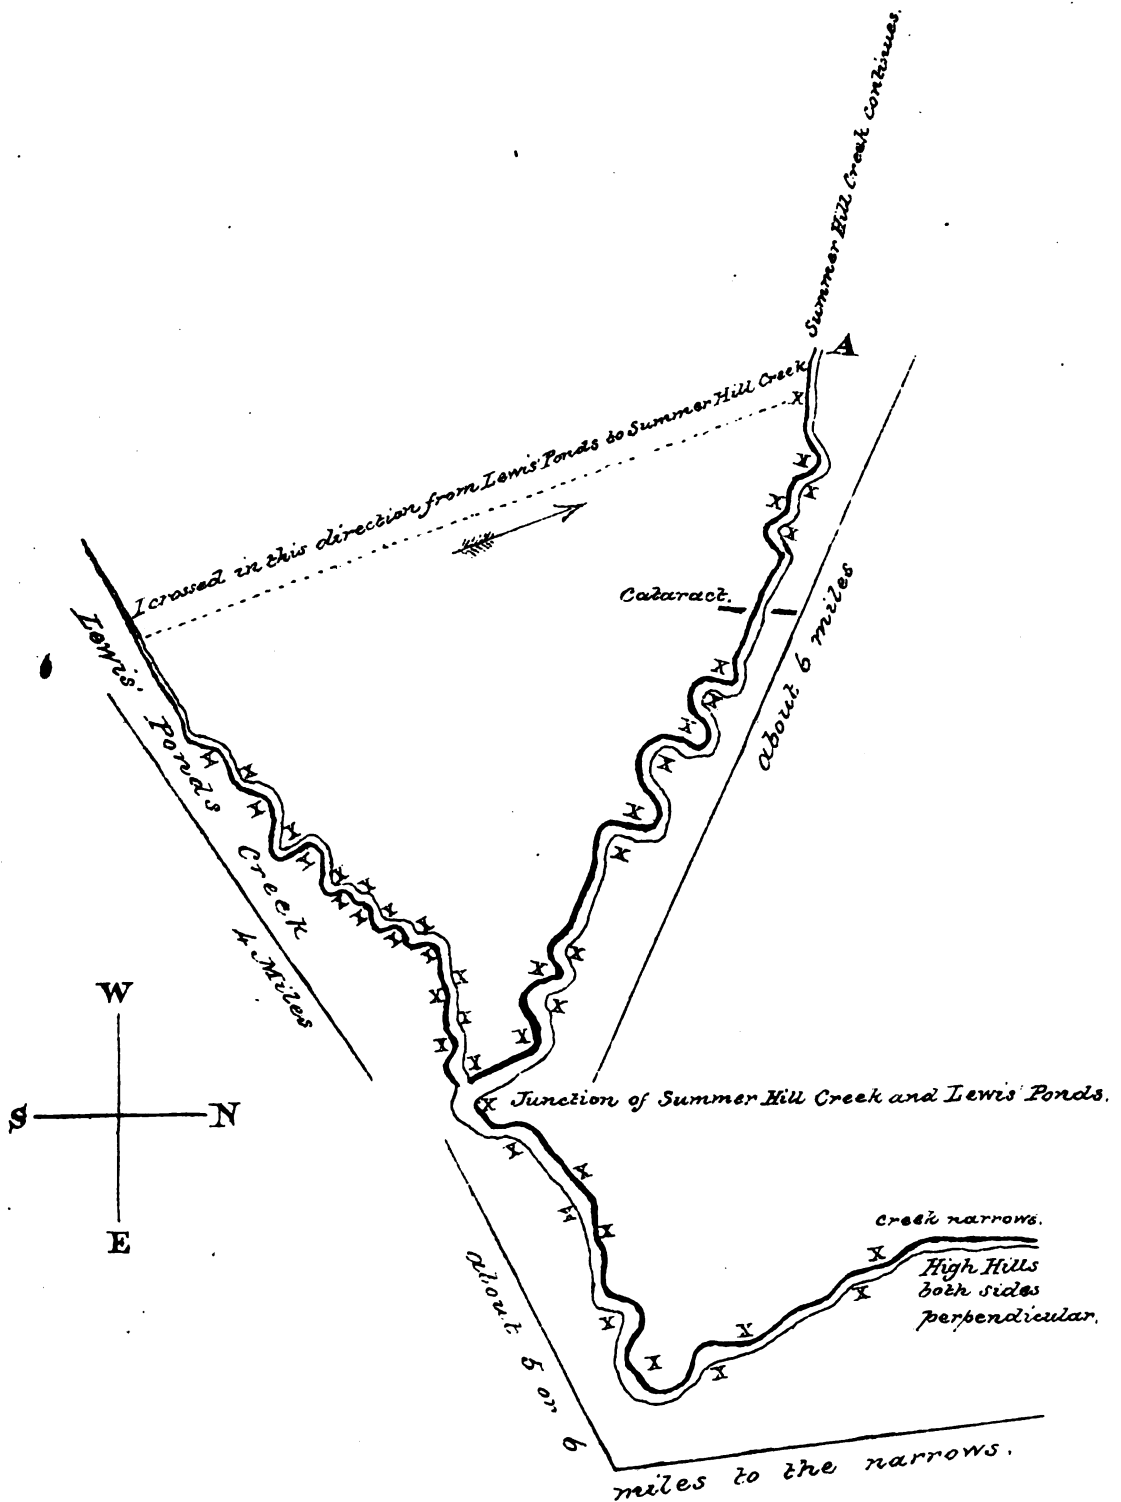 Summer Hill Creek continues.
A
I crossed in this direction from Lewis' Ponds to Summer Hill Creek
X
Cataract.
about 6 miles
Lewis' Ponds Creek
4 Miles
W
S
N
E
Junction of Summer Hill Creek and Lewis' Ponds.
creek narrows.
High Hills
both sides
perpendicular.
about 5 or 6
miles to the narrows.